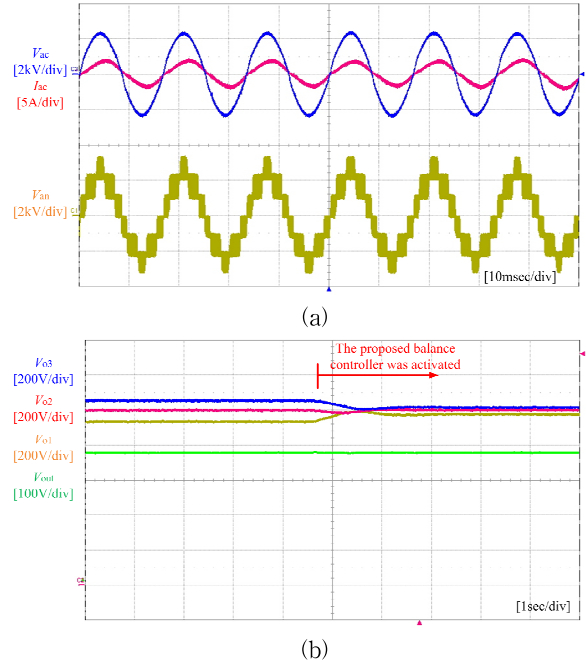 Vac
[2kV/div]
Iac
[5A/div]
Van
[2kV/div]
[10msec/div]
(a)
The proposed balance
controller was activated
Vo3
[200V/div]
Vo2
[200V/div]
Vo1
[200V/div]
Vout
[100V/div]
[1sec/div]
(b)